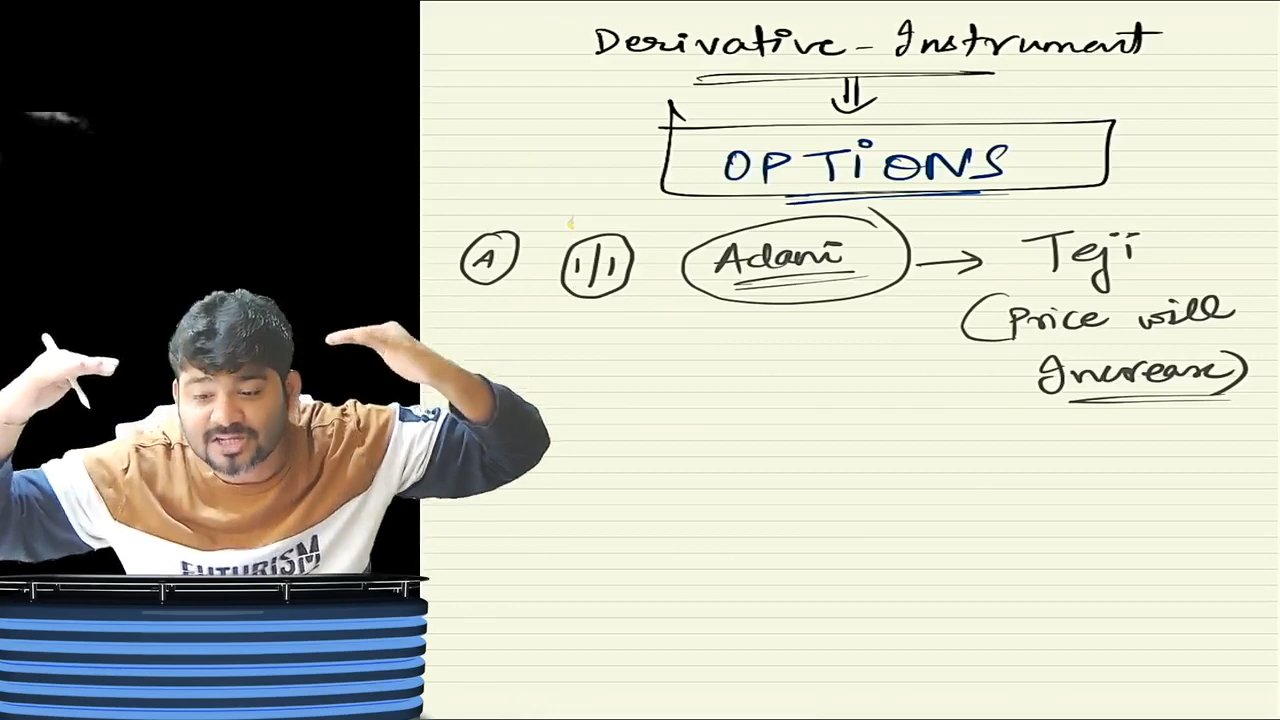 Derivative - Instrument
OPTIONS
A 1/1 Adani → Teji
(Price will
Increase)
FUTURISM